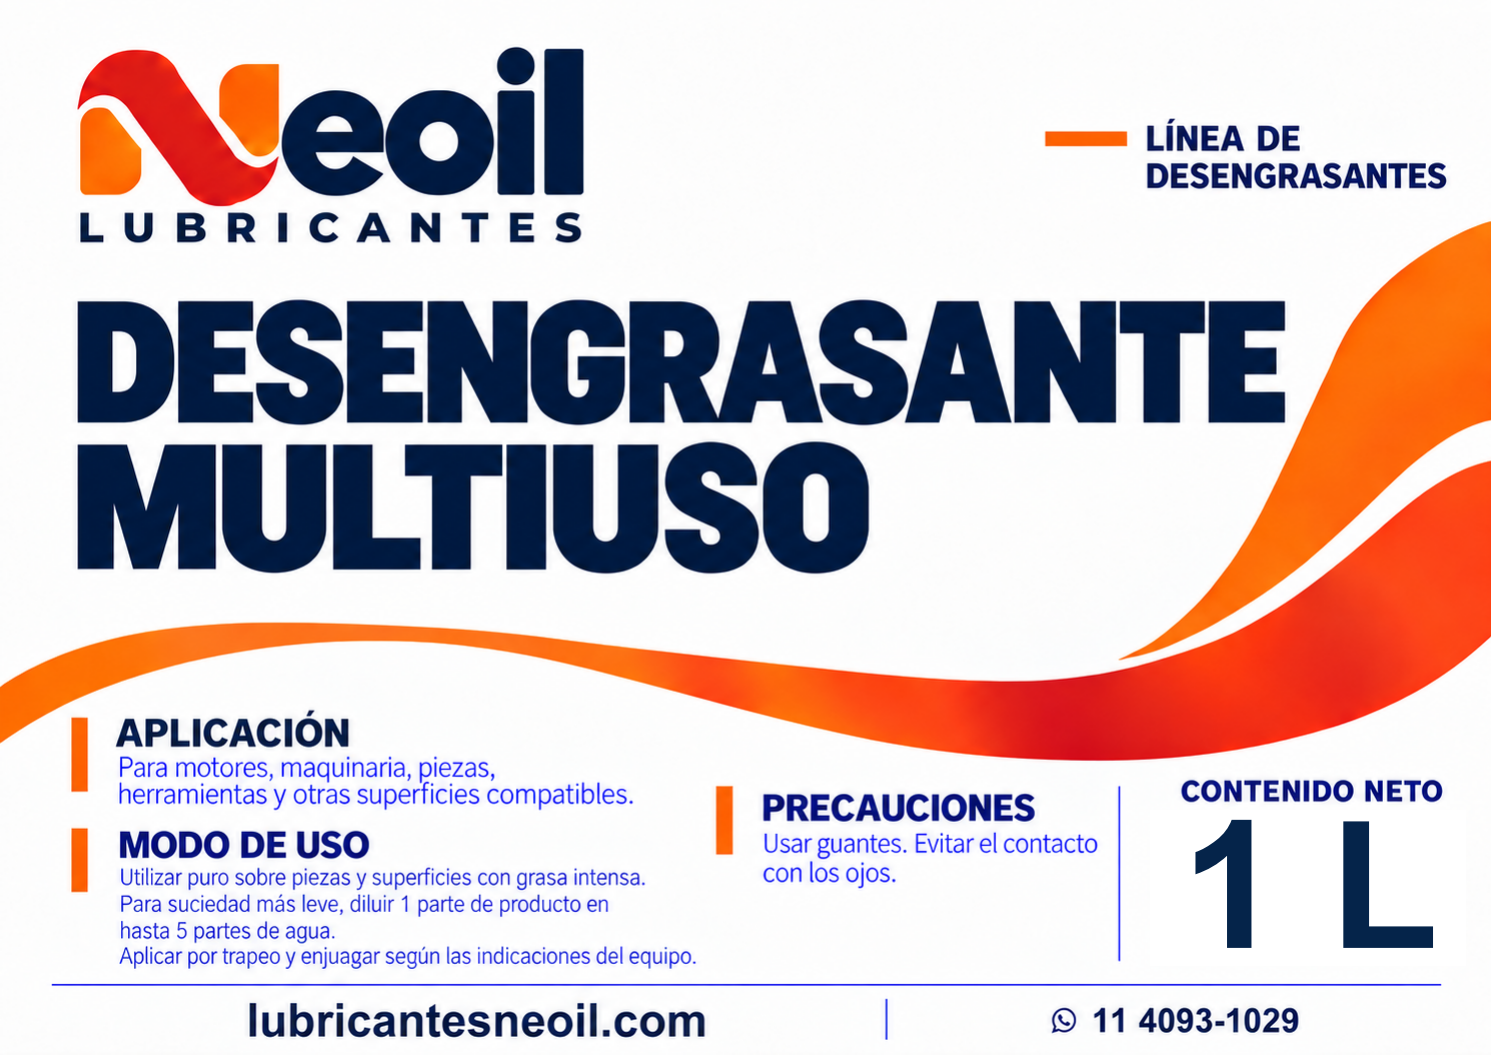 Neoil
LUBRICANTES
LÍNEA DE
DESENGRASANTES
DESENGRASANTE
MULTIUSO
APLICACIÓN
Para motores, maquinaria, piezas,
herramientas y otras superficies compatibles.
MODO DE USO
Utilizar puro sobre piezas y superficies con grasa intensa.
Para suciedad más leve, diluir 1 parte de producto en
hasta 5 partes de agua.
Aplicar por trapeo y enjuagar según las indicaciones del equipo.
PRECAUCIONES
Usar guantes. Evitar el contacto
con los ojos.
CONTENIDO NETO
1 L
lubricantesneoil.com
11 4093-1029